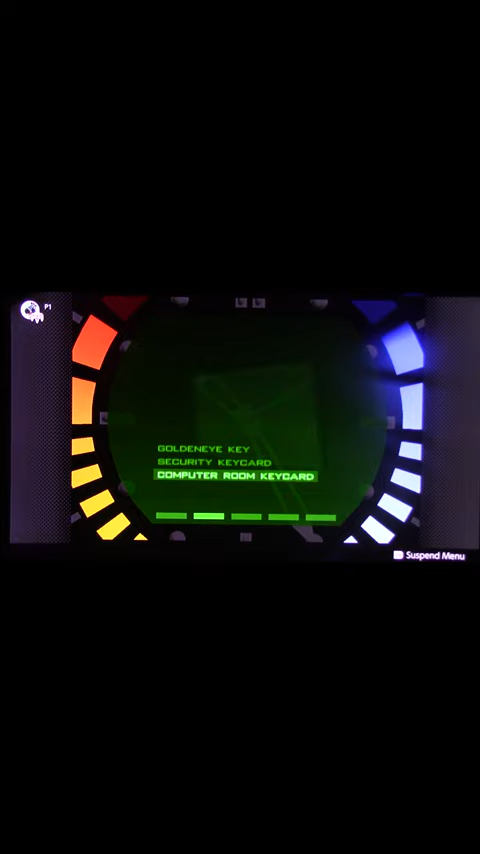 P1
GOLDENEYE KEY
SECURITY KEYCARD
COMPUTER ROOM KEYCARD
Suspend Menu